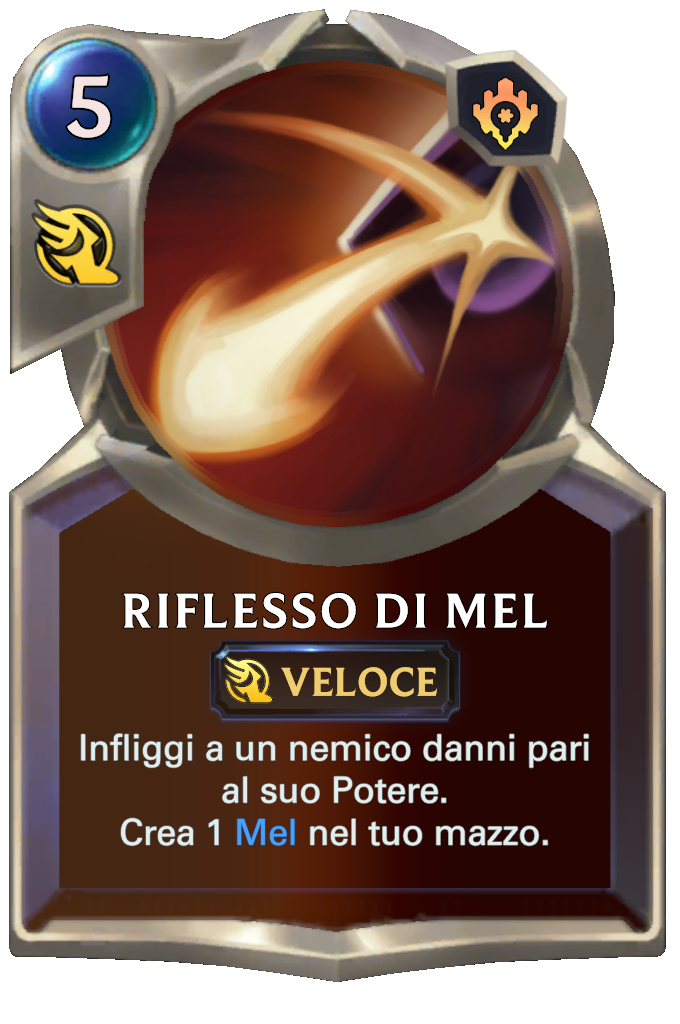 5
RIFLESSO DI MEL
VELOCE
Infliggi a un nemico danni pari
al suo Potere.
Crea 1 Mel nel tuo mazzo.